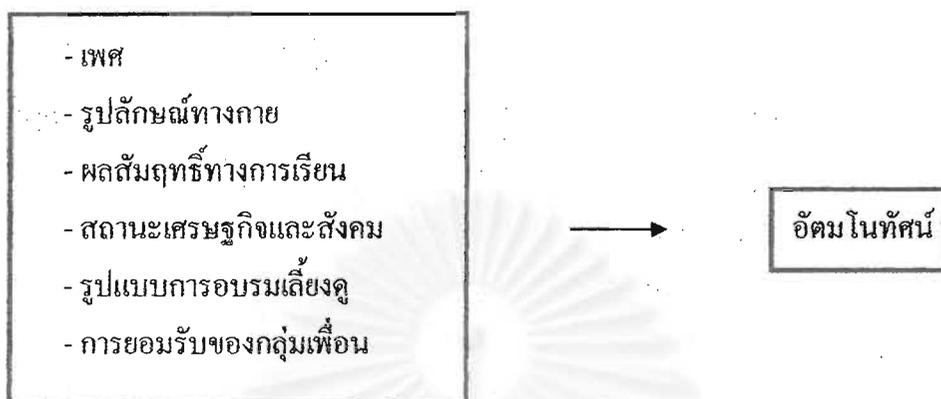 - เพศ
- รูปลักษณ์ทางกาย
- ผลสัมฤทธิ์ทางการเรียน
- สถานะเศรษฐกิจและสังคม
- รูปแบบการอบรมเลี้ยงดู
- การยอมรับของกลุ่มเพื่อน
อัตมโนทัศน์